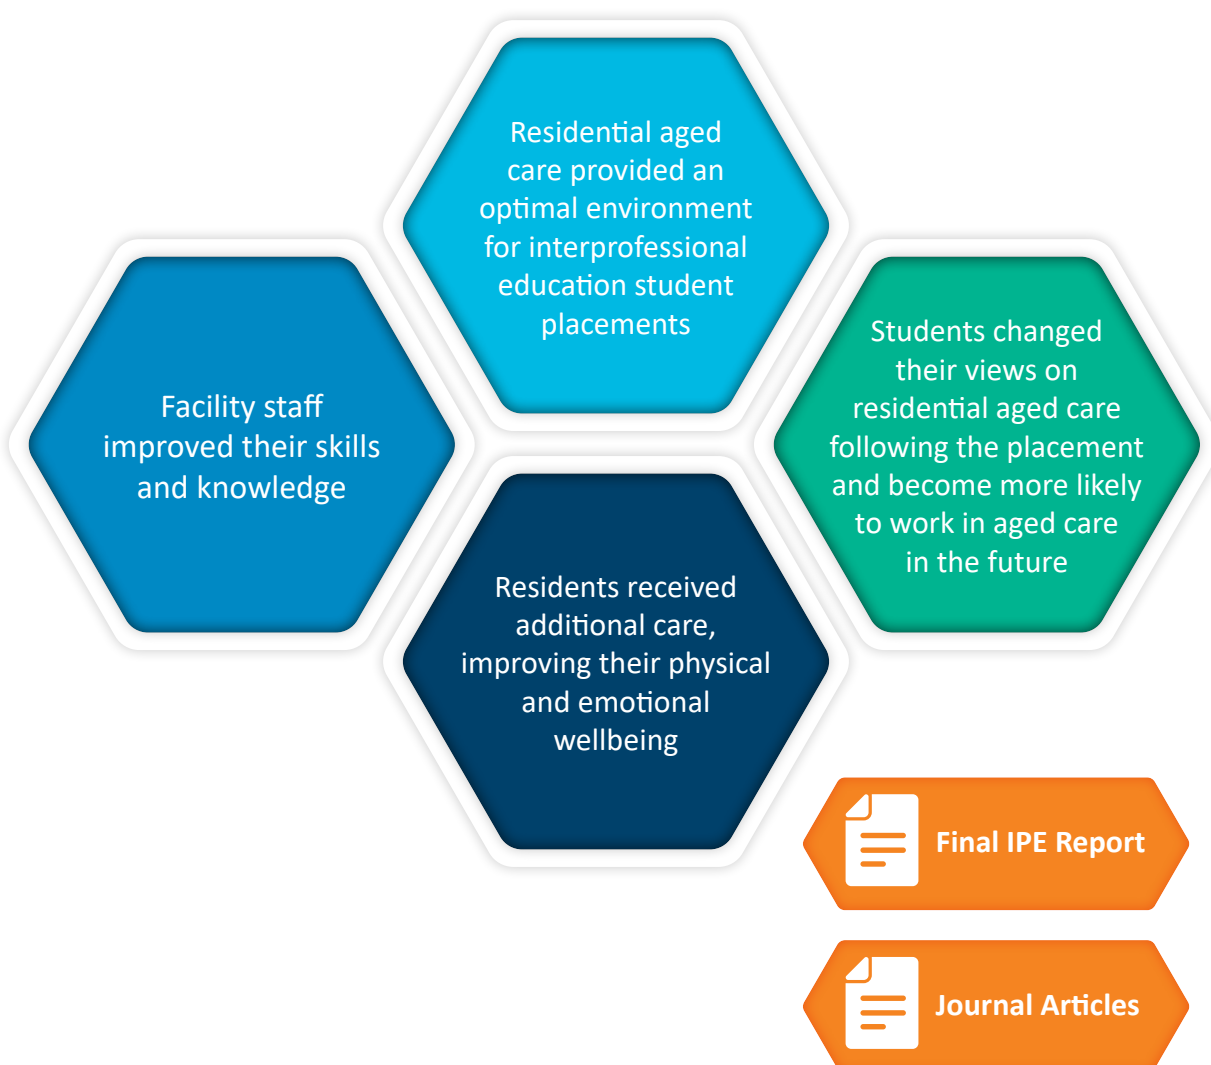 Residential aged
care provided an
optimal environment
for interprofessional
education student
placements
Facility staff
improved their skills
and knowledge
Students changed
their views on
residential aged care
following the placement
and become more likely
to work in aged care
in the future
Residents received
additional care,
improving their physical
and emotional
wellbeing
Final IPE Report
Journal Articles